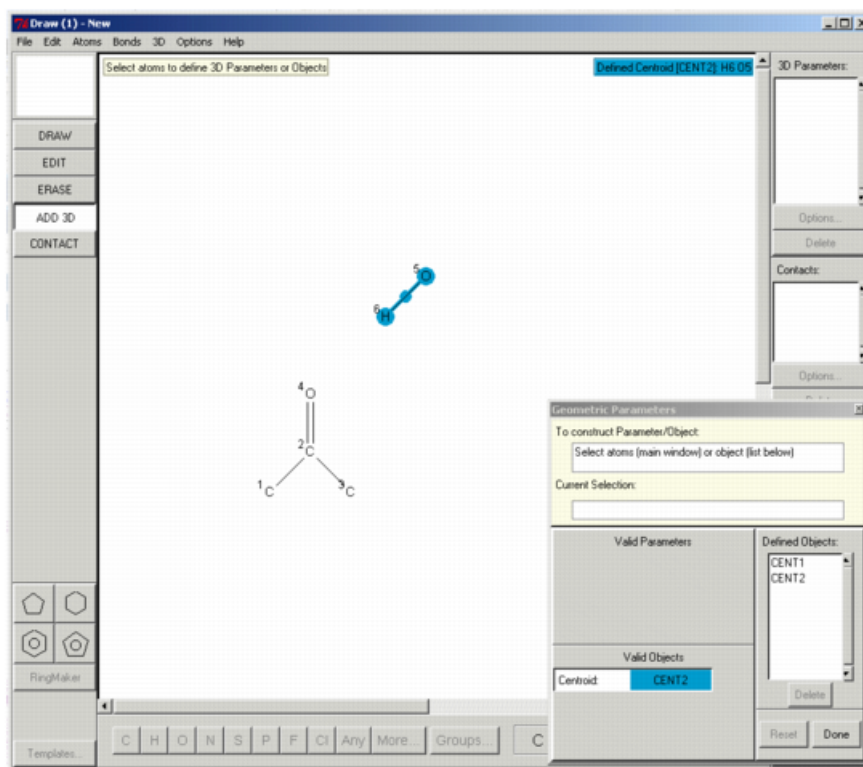 Draw (1) - New
File Edit Atoms Bonds 3D Options Help
Select atoms to define 3D Parameters or Objects
Defined Centroid [CENT2]: H6 O5
3D Parameters:
DRAW
EDIT
ERASE
ADD 3D
CONTACT
Options...
Delete
Contacts:
Options...
5 O
6 H
4 O
2 C
1 C
3 C
Geometric Parameters
To construct Parameter/Object:
Select atoms (main window) or object (list below)
Current Selection:
Valid Parameters
Defined Objects:
CENT1
CENT2
Valid Objects
Centroid: CENT2
Delete
Reset Done
RingMaker
Templates...
C H O N S P F Cl Any More... Groups... C